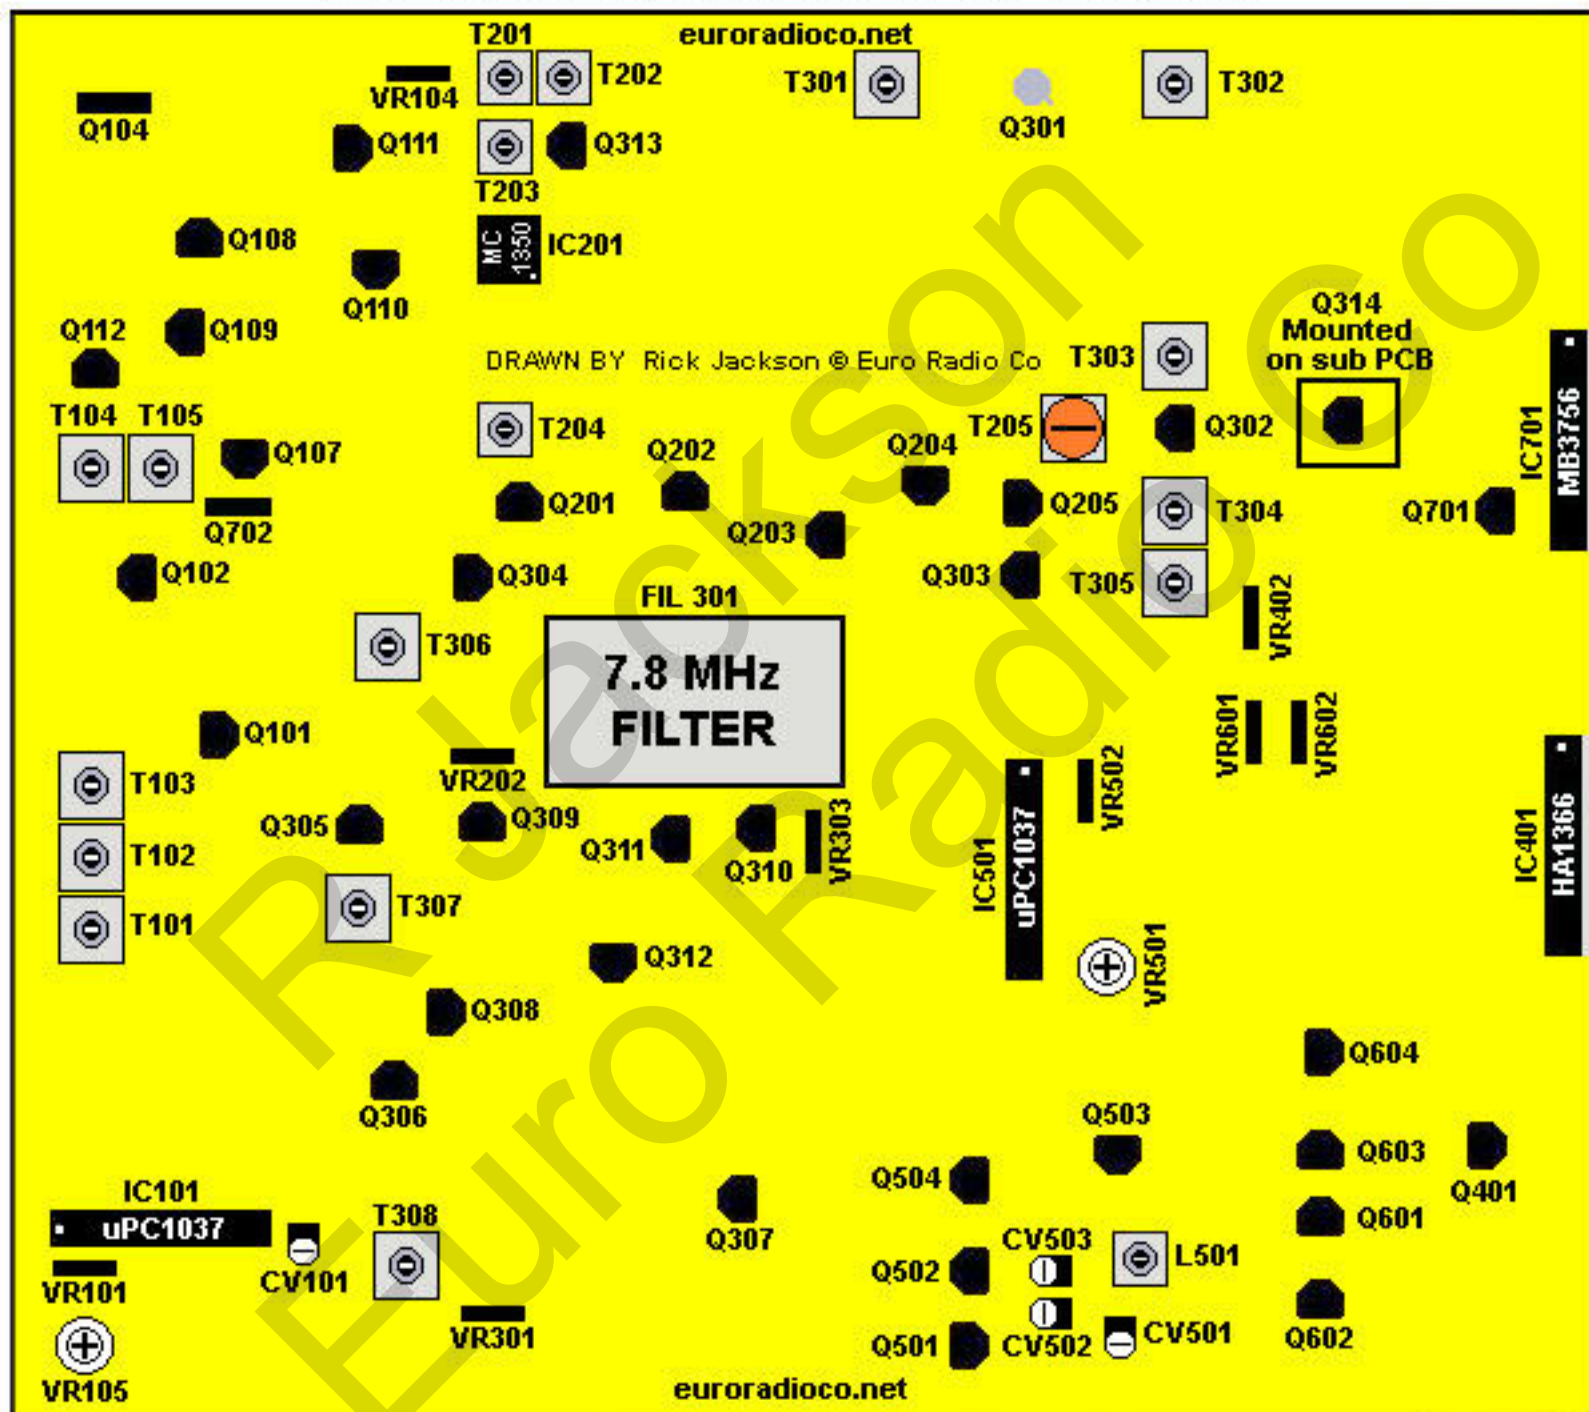 T201
euroradioco.net
VR104
T202
T301
T302
Q104
Q111
Q313
Q301
T203
Q108
MC
1350
IC201
Q110
Q314
Mounted
on sub PCB
Q112
Q109
DRAWN BY Rick Jackson © Euro Radio Co
T303
T104
T105
T204
T205
Q302
IC701
MB3756
Q107
Q202
Q204
Q702
Q201
Q203
Q205
T304
Q701
Q102
Q304
Q303
T305
VR402
FIL 301
T306
7.8 MHz
FILTER
Q101
VR202
VR601
VR602
T103
VR502
Q305
Q309
Q311
Q310
VR303
IC501
uPC1037
IC401
HA1366
T102
T307
T101
Q312
VR501
Q308
Q604
Q306
Q503
Q603
Q504
Q401
IC101
uPC1037
T308
Q307
Q601
CV101
CV503
L501
Q502
VR101
VR301
Q501
CV502
CV501
Q602
VR105
euroradioco.net
R Jackson
Euro Radio Co